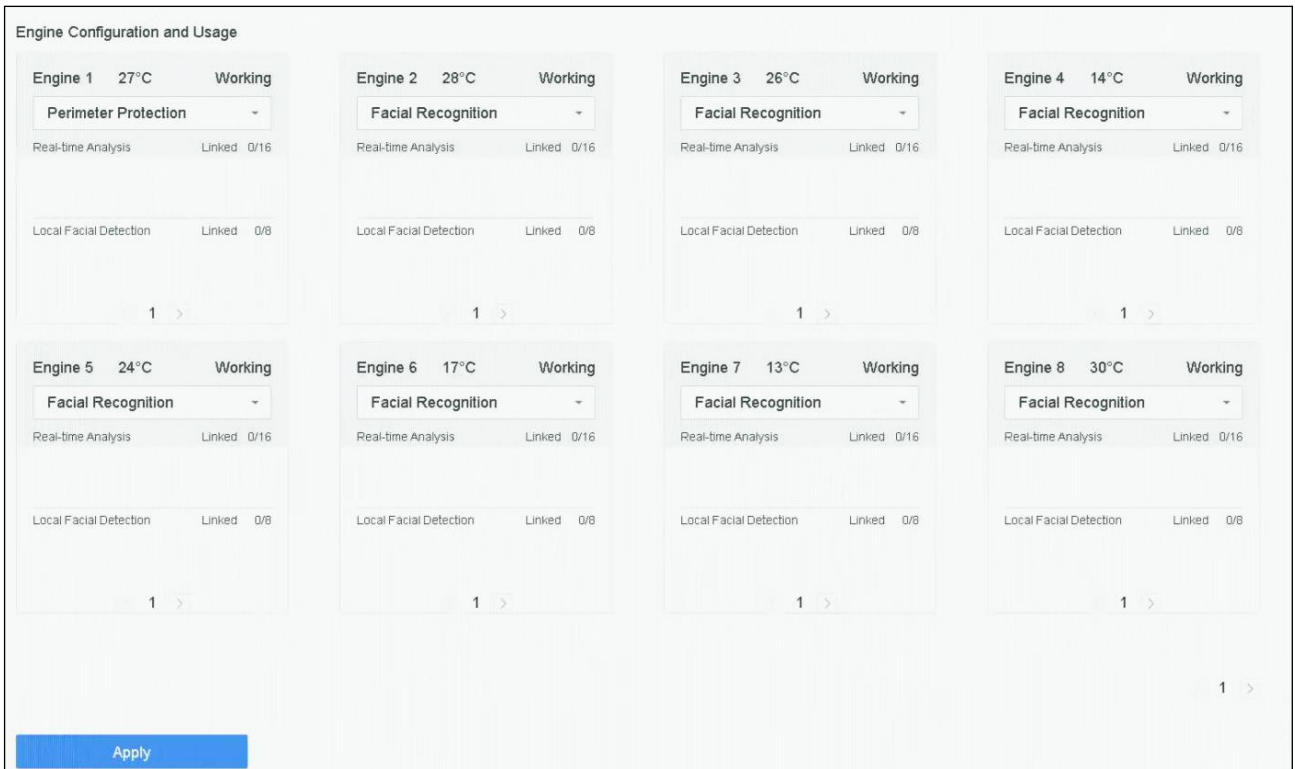 Engine Configuration and Usage
Engine 1 27°C Working
Perimeter Protection
Real-time Analysis Linked 0/16
Local Facial Detection Linked 0/8
1 >
Engine 2 28°C Working
Facial Recognition
Real-time Analysis Linked 0/16
Local Facial Detection Linked 0/8
1 >
Engine 3 26°C Working
Facial Recognition
Real-time Analysis Linked 0/16
Local Facial Detection Linked 0/8
1 >
Engine 4 14°C Working
Facial Recognition
Real-time Analysis Linked 0/16
Local Facial Detection Linked 0/8
1 >
Engine 5 24°C Working
Facial Recognition
Real-time Analysis Linked 0/16
Local Facial Detection Linked 0/8
1 >
Engine 6 17°C Working
Facial Recognition
Real-time Analysis Linked 0/16
Local Facial Detection Linked 0/8
1 >
Engine 7 13°C Working
Facial Recognition
Real-time Analysis Linked 0/16
Local Facial Detection Linked 0/8
1 >
Engine 8 30°C Working
Facial Recognition
Real-time Analysis Linked 0/16
Local Facial Detection Linked 0/8
1 >
1 >
Apply